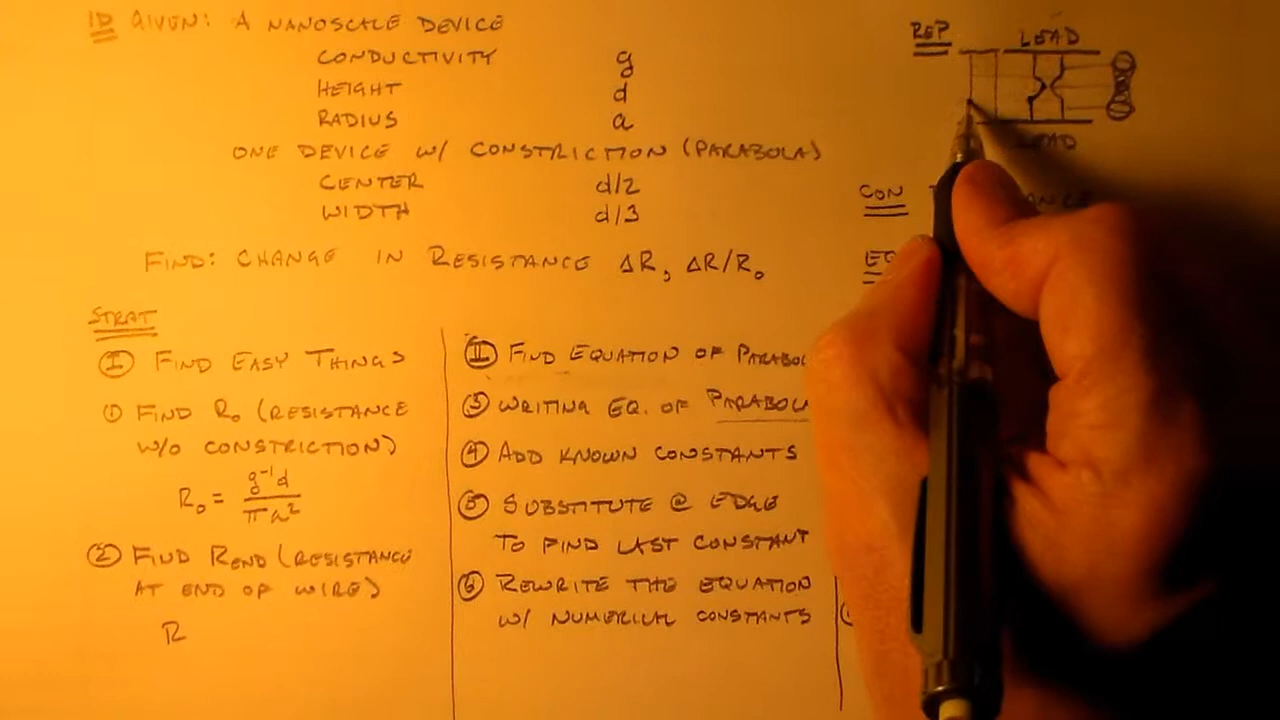 ID GIVEN: A NANOSCALE DEVICE
CONDUCTIVITY g
HEIGHT d
RADIUS a
ONE DEVICE W/ CONSTRICTION (PARABOLA)
CENTER d/2
WIDTH d/3
FIND: CHANGE IN RESISTANCE ΔR, ΔR/R₀
STRAT
I FIND EASY THINGS
1 FIND R₀ (RESISTANCE
W/O CONSTRICTION)
R₀ = g⁻¹d / πa²
2 FIND REND (RESISTANCE
AT END OF WIRE)
R
II FIND EQUATION OF PARABOL
3 WRITING EQ. OF PARABOL
4 ADD KNOWN CONSTANTS
5 SUBSTITUTE @ EDGE
TO FIND LAST CONSTANT
6 REWRITE THE EQUATION
W/ NUMERICAL CONSTANTS
REP LEAD
LEAD
CON
EQ